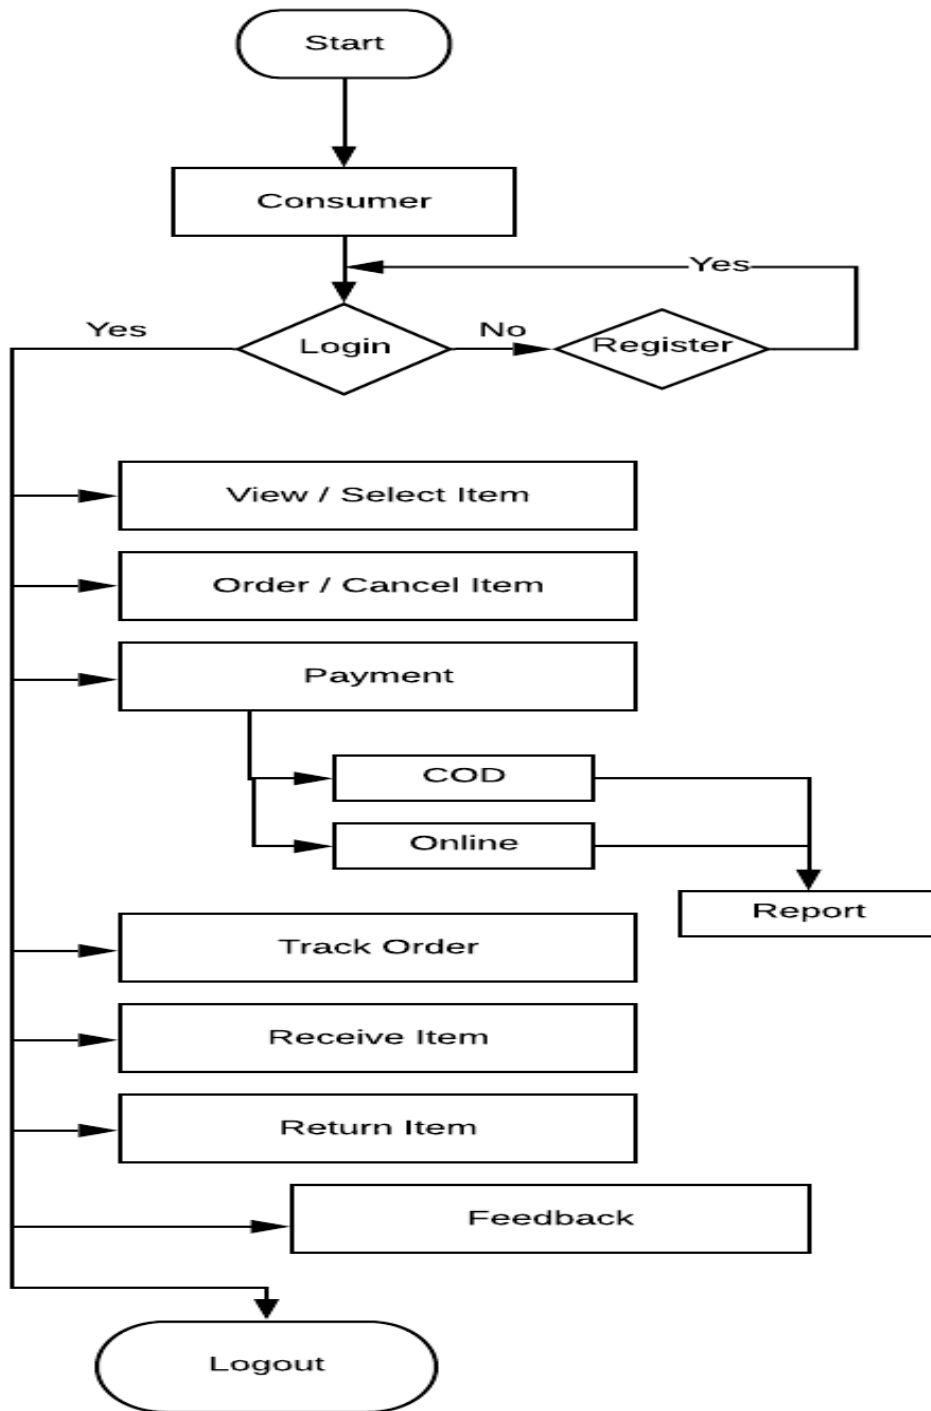 Start
Consumer
Yes
Yes
Login
No
Register
View / Select Item
Order / Cancel Item
Payment
COD
Online
Report
Track Order
Receive Item
Return Item
Feedback
Logout